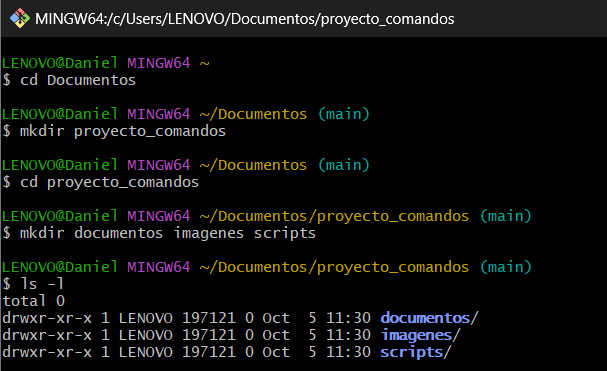 MINGW64:/c/Users/LENOVO/Documentos/proyecto_comandos
LENOVO@Daniel MINGW64 ~
$ cd Documentos
LENOVO@Daniel MINGW64 ~/Documentos (main)
$ mkdir proyecto_comandos
LENOVO@Daniel MINGW64 ~/Documentos (main)
$ cd proyecto_comandos
LENOVO@Daniel MINGW64 ~/Documentos/proyecto_comandos (main)
$ mkdir documentos imagenes scripts
LENOVO@Daniel MINGW64 ~/Documentos/proyecto_comandos (main)
$ ls -l
total 0
drwxr-xr-x 1 LENOVO 197121 0 Oct  5 11:30 documentos/
drwxr-xr-x 1 LENOVO 197121 0 Oct  5 11:30 imagenes/
drwxr-xr-x 1 LENOVO 197121 0 Oct  5 11:30 scripts/